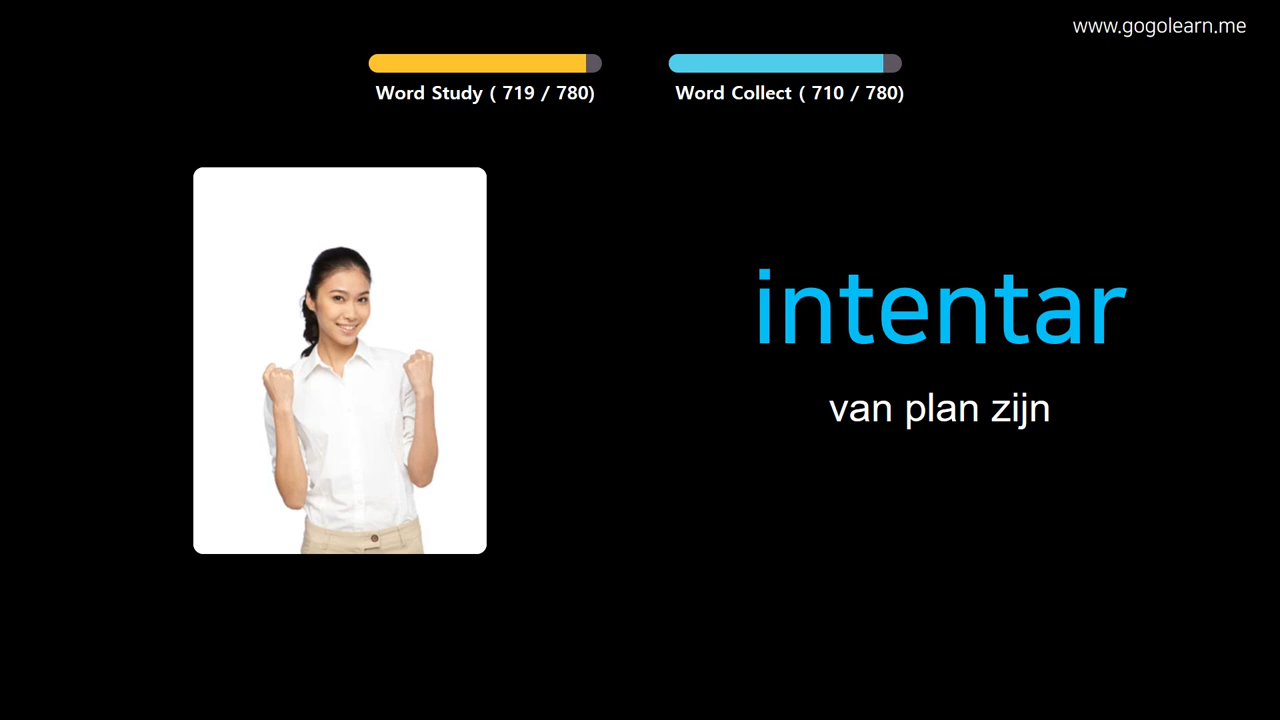 www.gogolearn.me
Word Study ( 719 / 780)
Word Collect ( 710 / 780)
intentar
van plan zijn